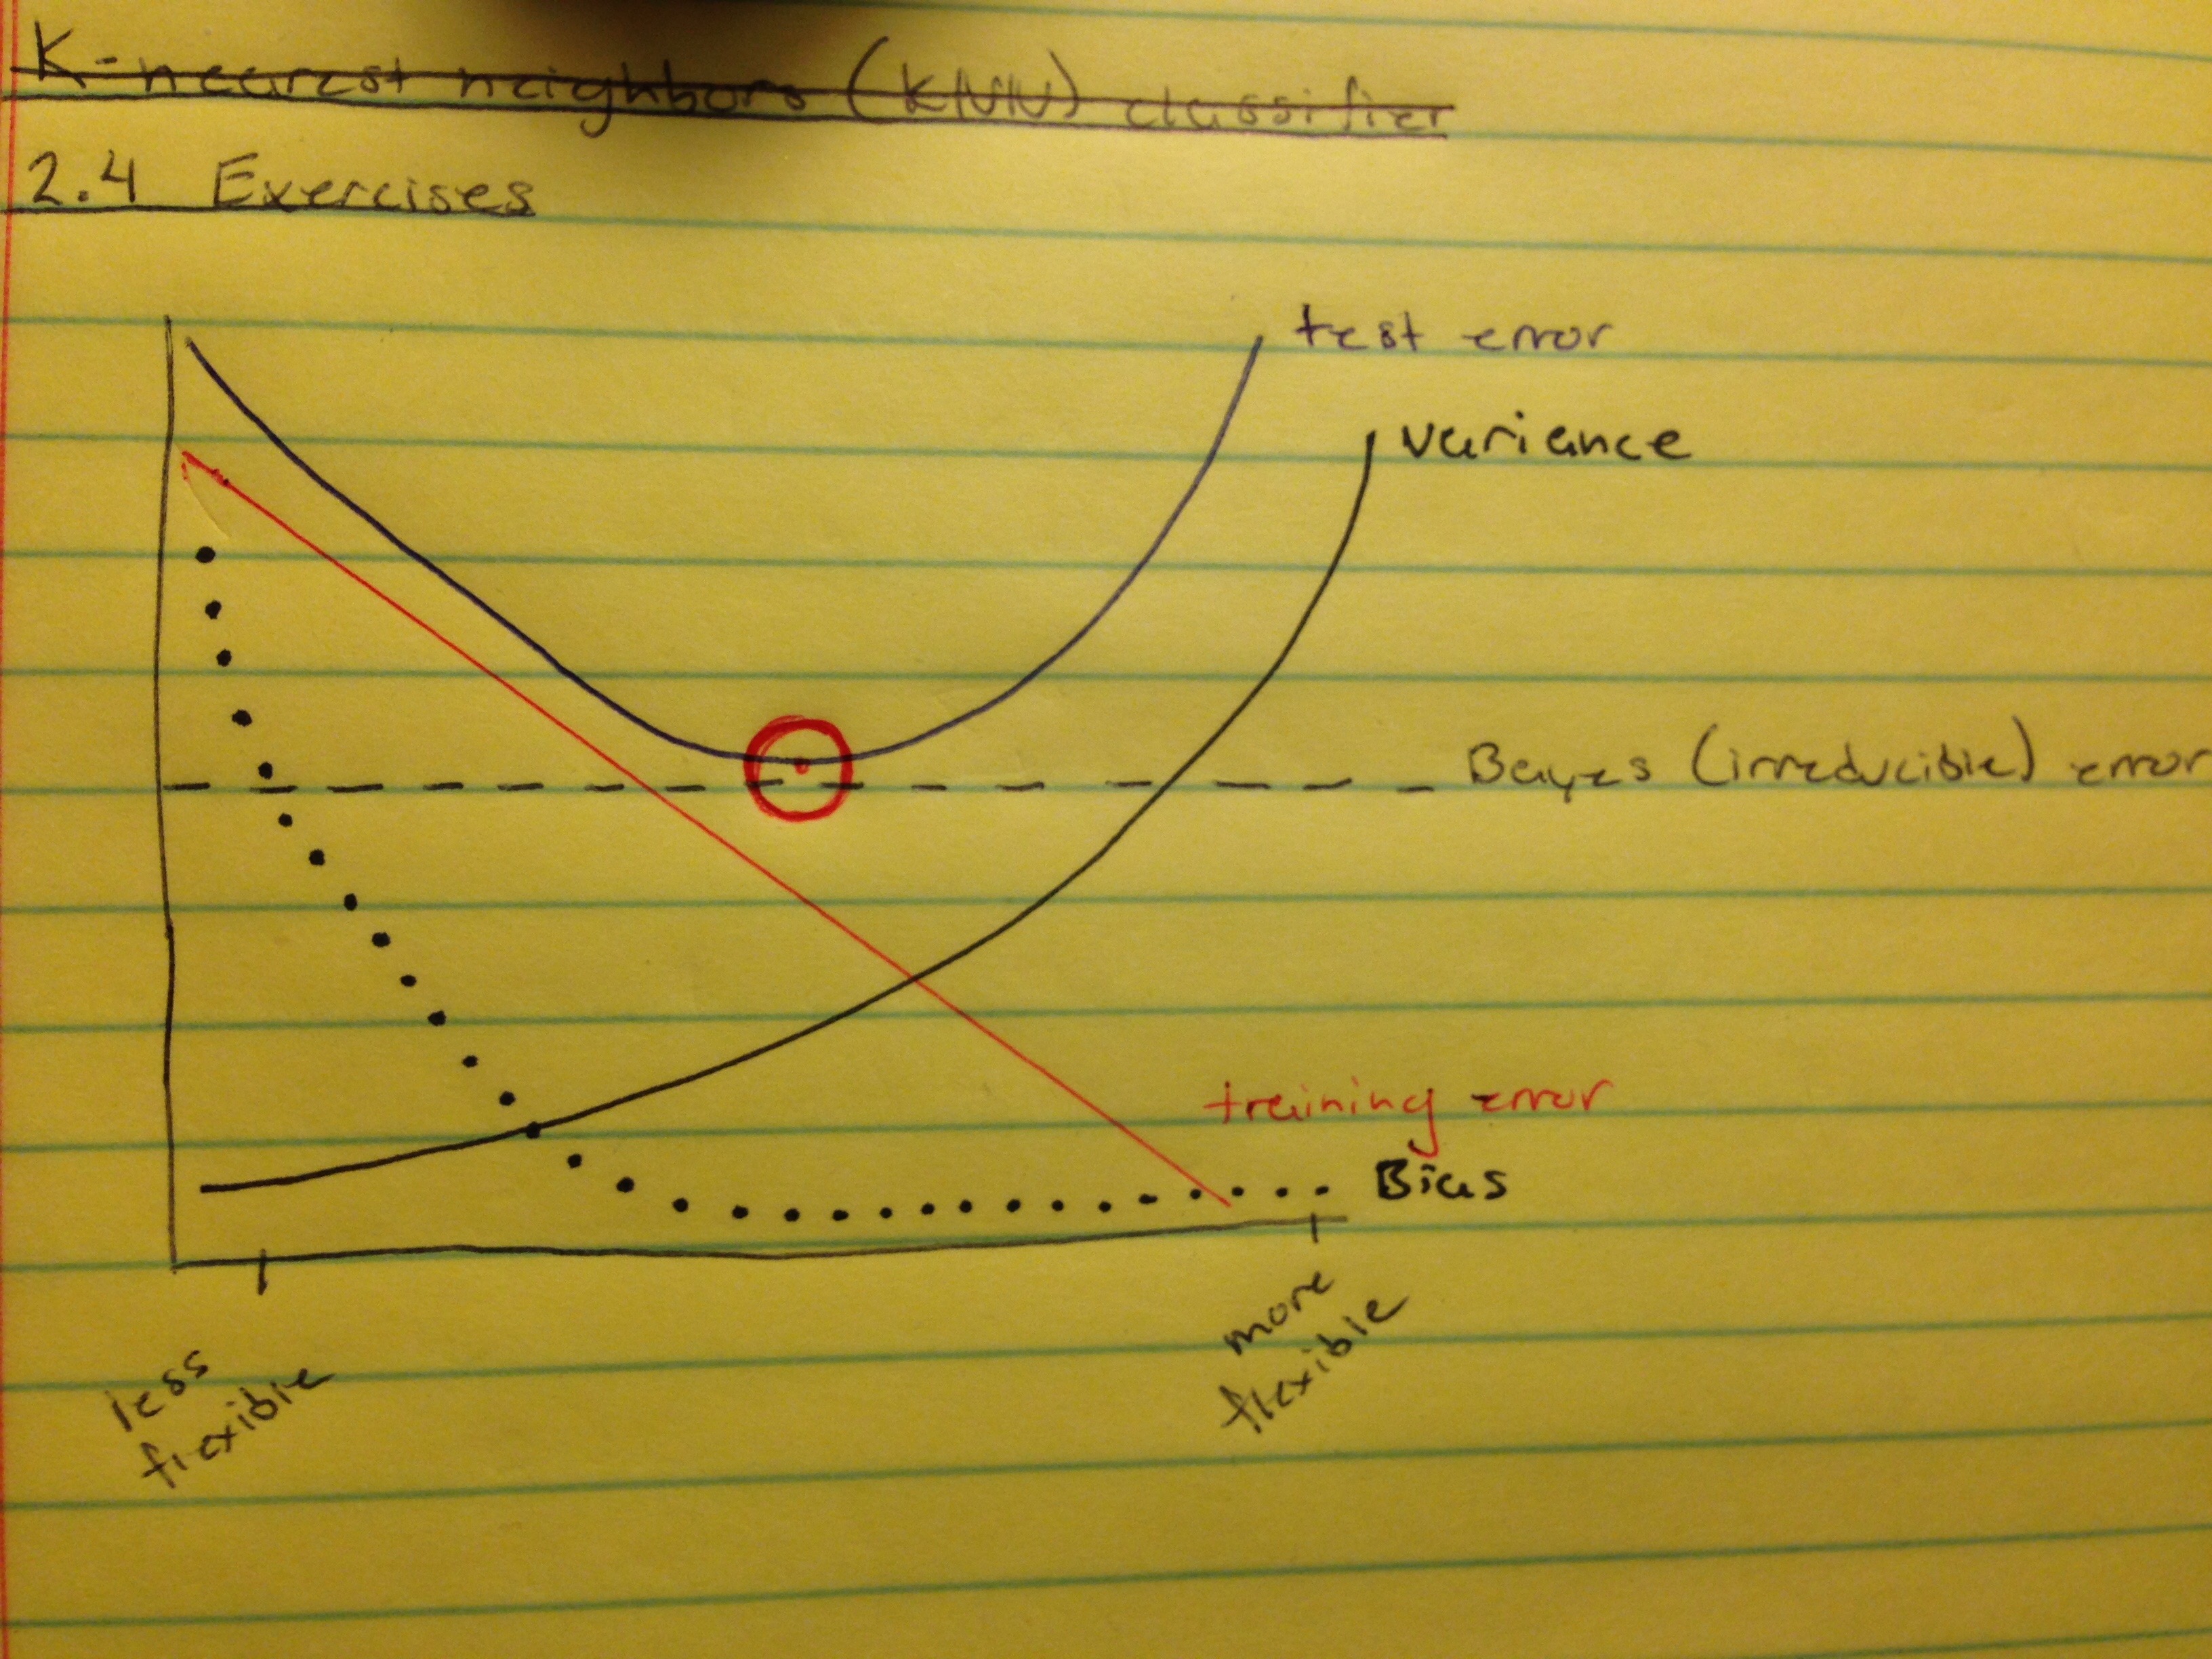 K-nearest neighbors (KNN) classifier
2.4 Exercises
test error
variance
Bayes (irreducible) error
training error
Bias
less
flexible
more
flexible